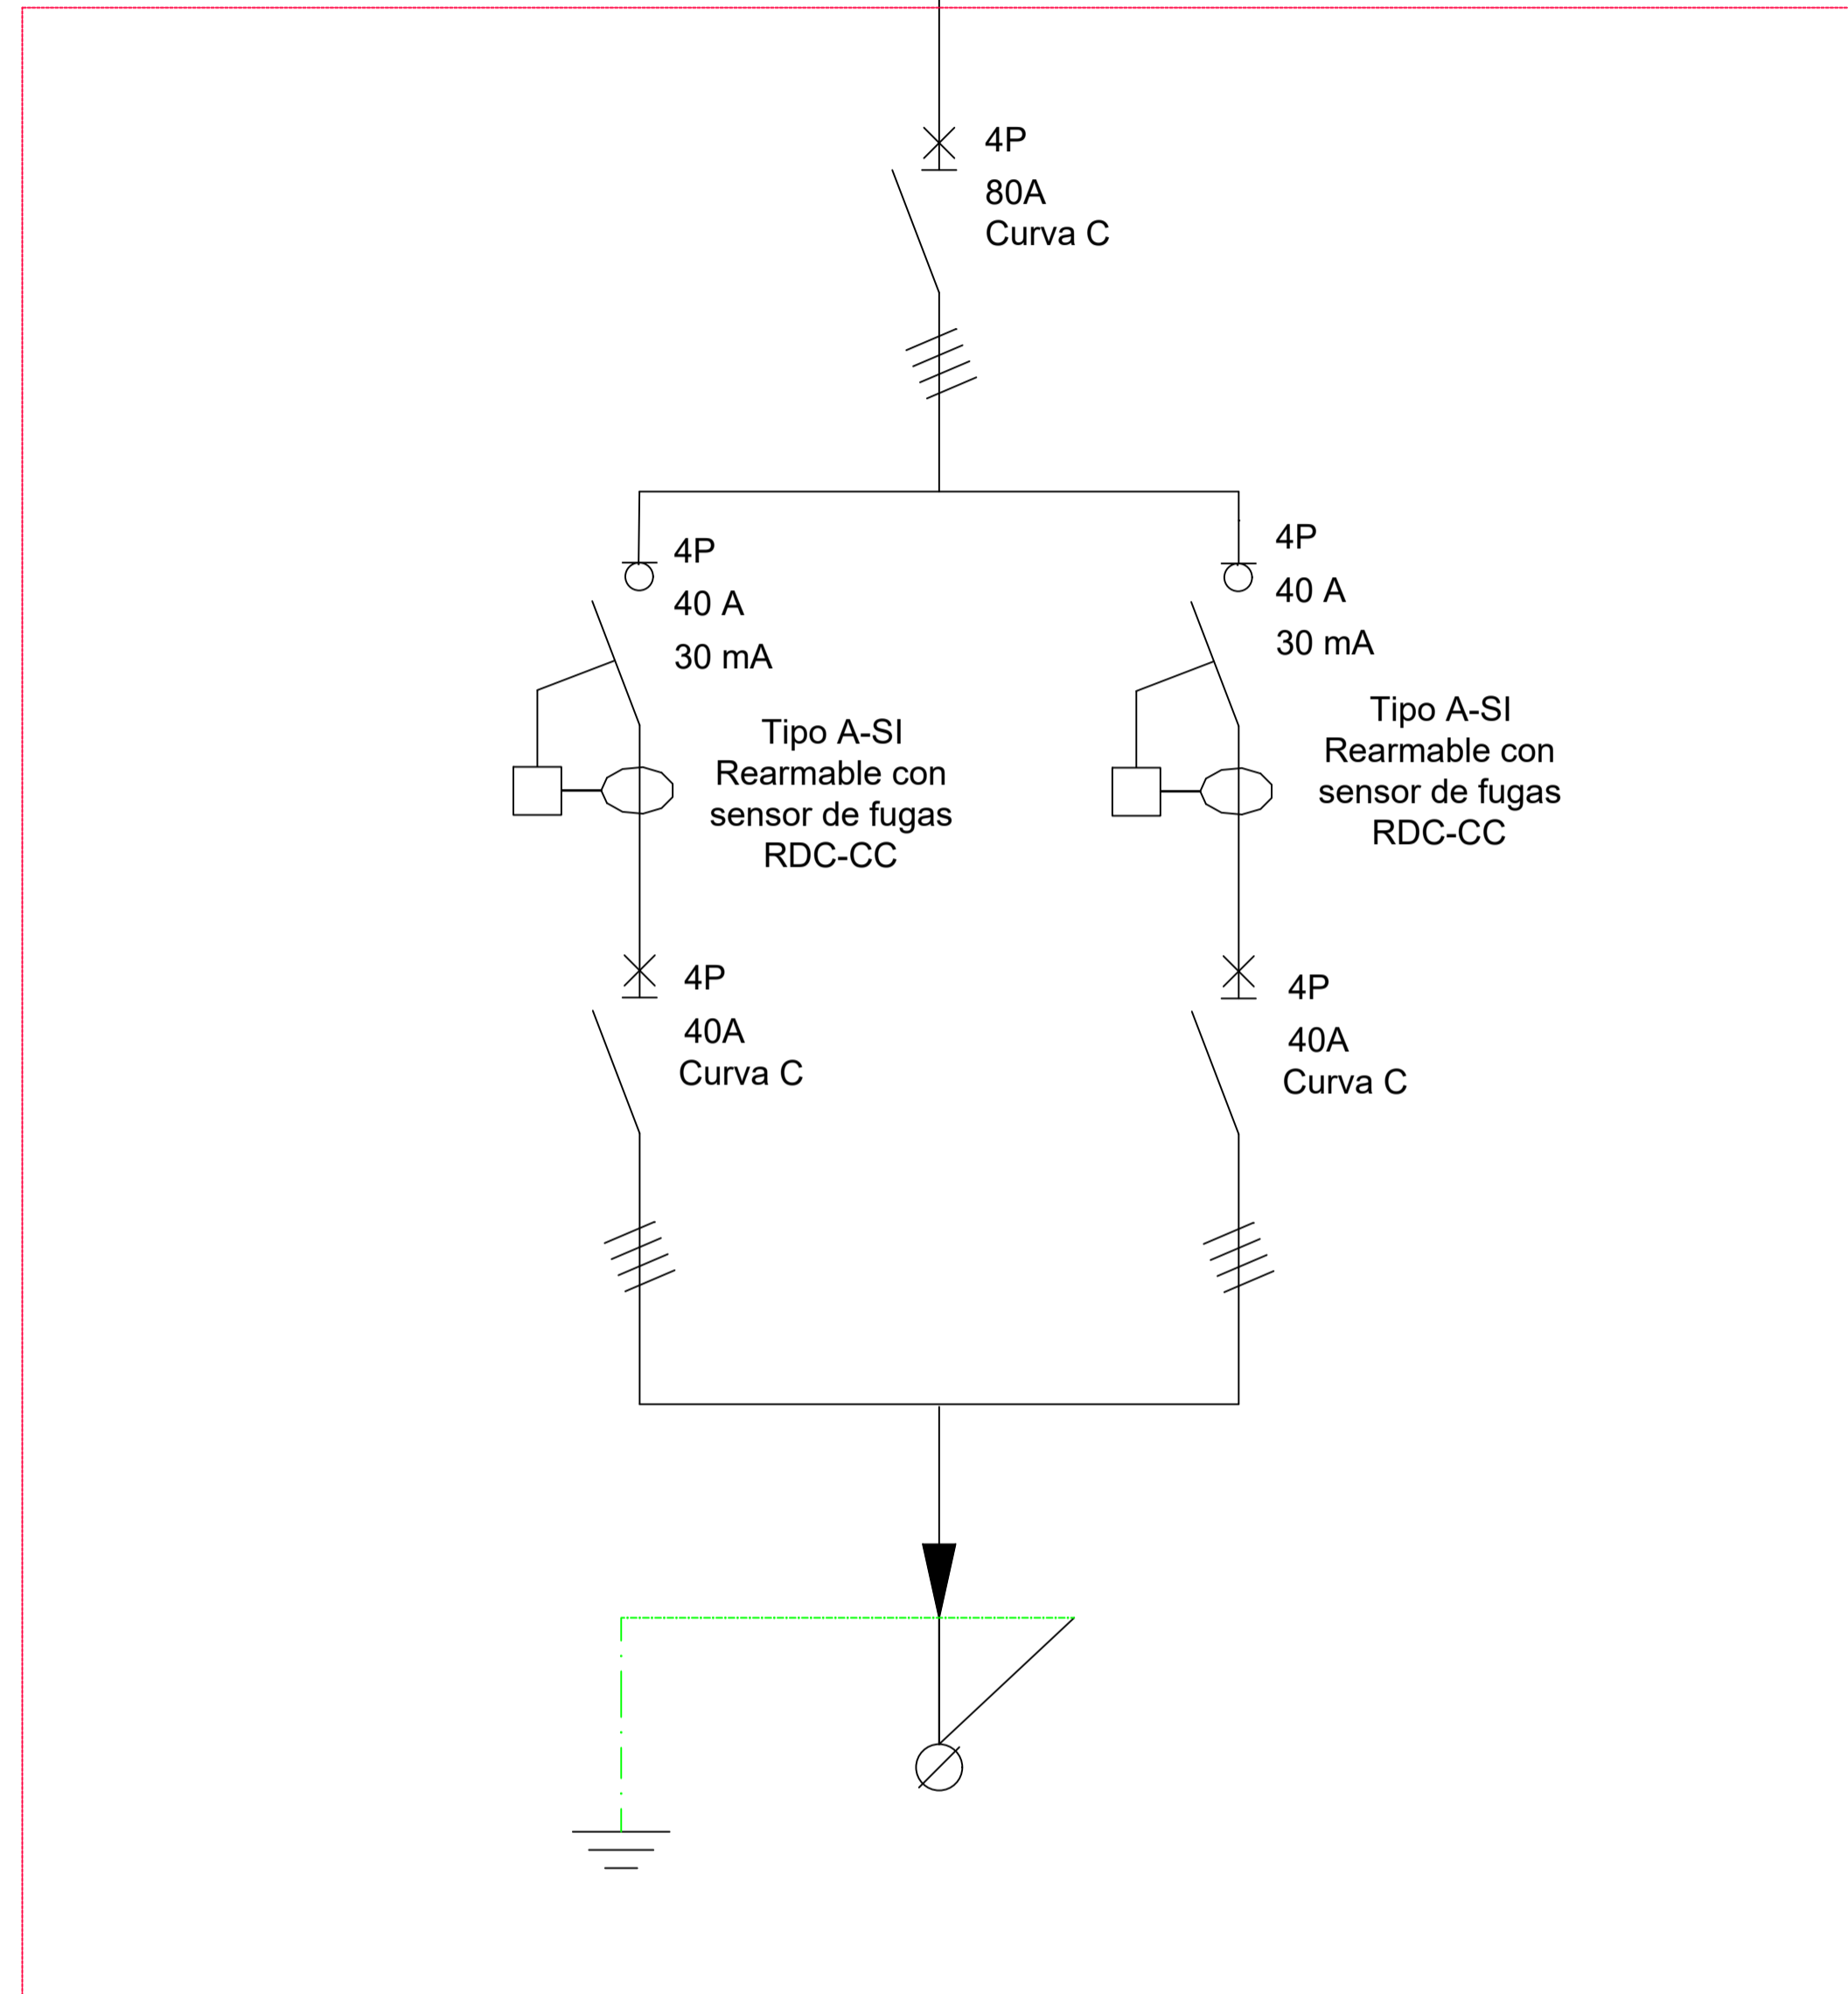 4P
80A
Curva C
4P
40 A
30 mA
Tipo A-SI
Rearmable con
sensor de fugas
RDC-CC
4P
40 A
30 mA
Tipo A-SI
Rearmable con
sensor de fugas
RDC-CC
4P
40A
Curva C
4P
40A
Curva C